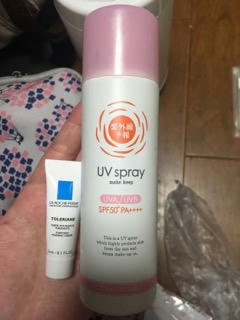 紫外線
予報
UV spray
make keep
UVA / UVB
SPF50+ PA++++
This is a UV spray
which tightly protects skin
from the sun and
keeps make-up on.
LA ROCHE-POSAY
TOLERIANE